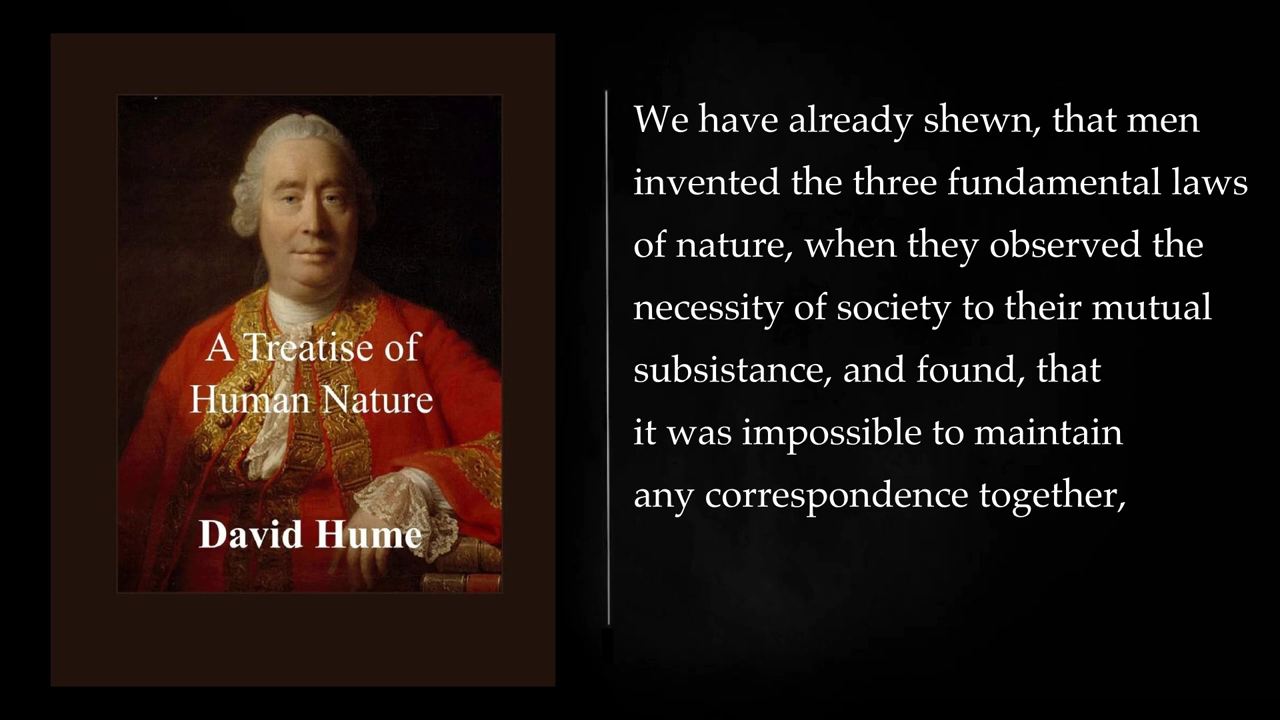 A Treatise of
Human Nature
David Hume
We have already shewn, that men
invented the three fundamental laws
of nature, when they observed the
necessity of society to their mutual
subsistance, and found, that
it was impossible to maintain
any correspondence together,